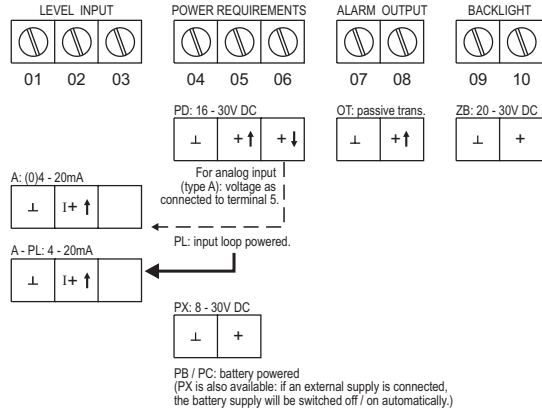 LEVEL INPUT
POWER REQUIREMENTS
ALARM OUTPUT
BACKLIGHT
01 02 03
04 05 06
07 08
09 10
PD: 16 - 30V DC
OT: passive trans.
ZB: 20 - 30V DC
⊥ +↑ +↓
⊥ +↑
⊥ +
For analog input
(type A): voltage as
connected to terminal 5.
A: (0)4 - 20mA
⊥ I+ ↑
PL: input loop powered.
A - PL: 4 - 20mA
⊥ I+ ↑
PX: 8 - 30V DC
⊥ +
PB / PC: battery powered
(PX is also available: if an external supply is connected,
the battery supply will be switched off / on automatically.)